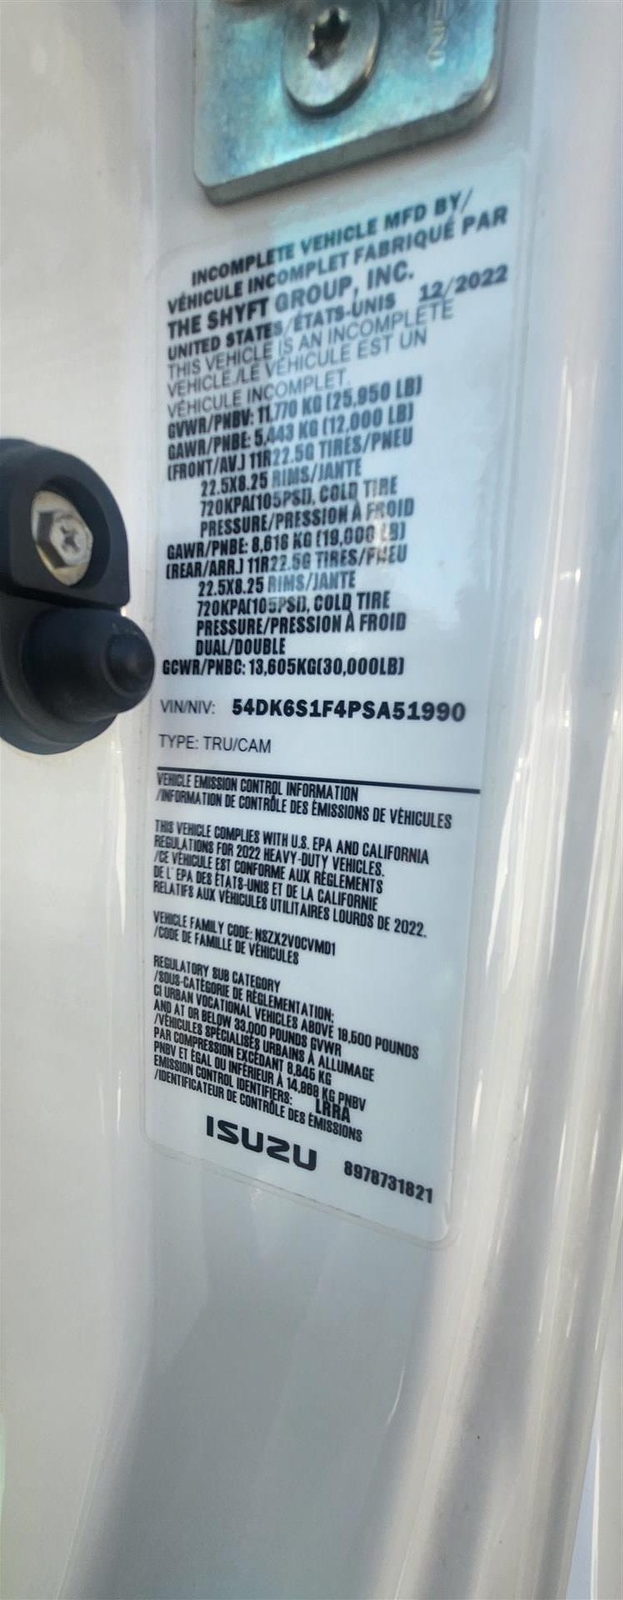 INCOMPLETE VEHICLE MFD BY/
VÉHICULE INCOMPLET FABRIQUÉ PAR
THE SHYFT GROUP, INC.
UNITED STATES/ÉTATS-UNIS 12/2022
THIS VEHICLE IS AN INCOMPLETE
VEHICLE./LE VÉHICULE EST UN
VÉHICULE INCOMPLET.
GVWR/PNBV: 11,770 KG (25,950 LB)
GAWR/PNBE: 5,443 KG (12,000 LB)
(FRONT/AV.) 11R22.5G TIRES/PNEU
22.5X8.25 RIMS/JANTE
720KPA(105PSI), COLD TIRE
PRESSURE/PRESSION À FROID
GAWR/PNBE: 8,618 KG (19,000 LB)
(REAR/ARR.) 11R22.5G TIRES/PNEU
22.5X8.25 RIMS/JANTE
720KPA(105PSI), COLD TIRE
PRESSURE/PRESSION À FROID
DUAL/DOUBLE
GCWR/PNBC: 13,605KG(30,000LB)
VIN/NIV: 54DK6S1F4PSA51990
TYPE: TRU/CAM
VEHICLE EMISSION CONTROL INFORMATION
/INFORMATION DE CONTRÔLE DES ÉMISSIONS DE VÉHICULES
THIS VEHICLE COMPLIES WITH U.S. EPA AND CALIFORNIA
REGULATIONS FOR 2022 HEAVY-DUTY VEHICLES.
/CE VÉHICULE EST CONFORME AUX RÈGLEMENTS
DE L'EPA DES ÉTATS-UNIS ET DE LA CALIFORNIE
RELATIFS AUX VÉHICULES UTILITAIRES LOURDS DE 2022.
VEHICLE FAMILY CODE: NSZX2VOCVMD1
/CODE DE FAMILLE DE VÉHICULES
REGULATORY SUB CATEGORY
/SOUS-CATÉGORIE DE RÈGLEMENTATION:
CI URBAN VOCATIONAL VEHICLES ABOVE 19,500 POUNDS
AND AT OR BELOW 33,000 POUNDS GVWR
/VÉHICULES SPÉCIALISÉS URBAINS À ALLUMAGE
PAR COMPRESSION EXCÉDANT 8,845 KG
PNBV ET ÉGAL OU INFÉRIEUR À 14,969 KG PNBV
EMISSION CONTROL IDENTIFIERS: LRRA
/IDENTIFICATEUR DE CONTRÔLE DES ÉMISSIONS
ISUZU 8978731821